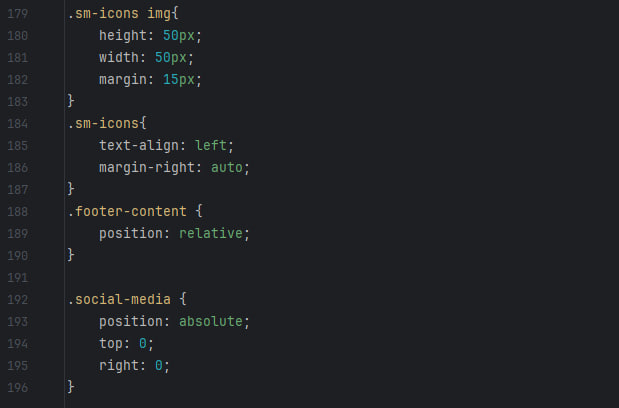 179 .sm-icons img{
180     height: 50px;
181     width: 50px;
182     margin: 15px;
183 }
184 .sm-icons{
185     text-align: left;
186     margin-right: auto;
187 }
188 .footer-content {
189     position: relative;
190 }
191
192 .social-media {
193     position: absolute;
194     top: 0;
195     right: 0;
196 }